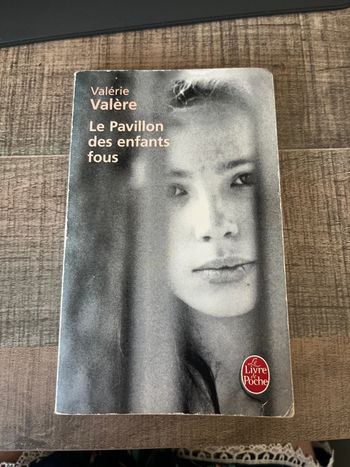 Valérie
Valère
Le Pavillon
des enfants
fous
Le
Livre
de
Poche